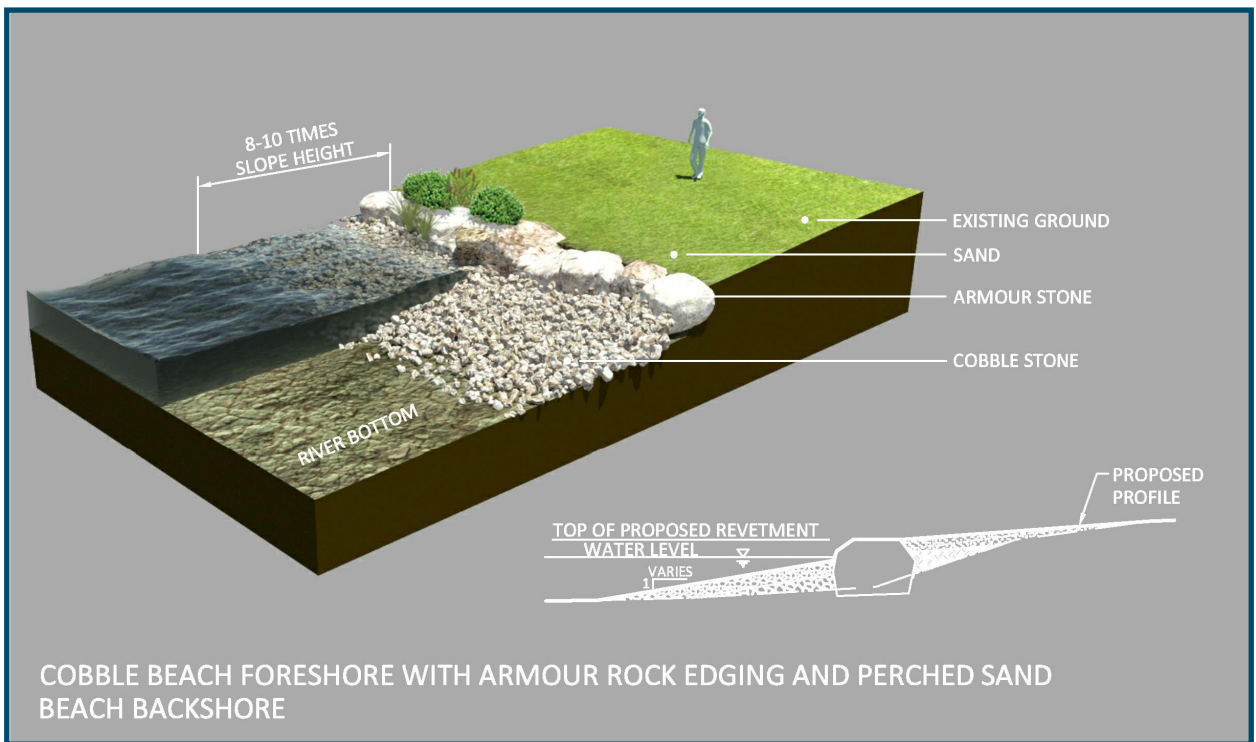 8-10 TIMES
SLOPE HEIGHT
EXISTING GROUND
SAND
ARMOUR STONE
COBBLE STONE
RIVER BOTTOM
PROPOSED
PROFILE
TOP OF PROPOSED REVETMENT
WATER LEVEL
VARIES
1
COBBLE BEACH FORESHORE WITH ARMOUR ROCK EDGING AND PERCHED SAND
BEACH BACKSHORE